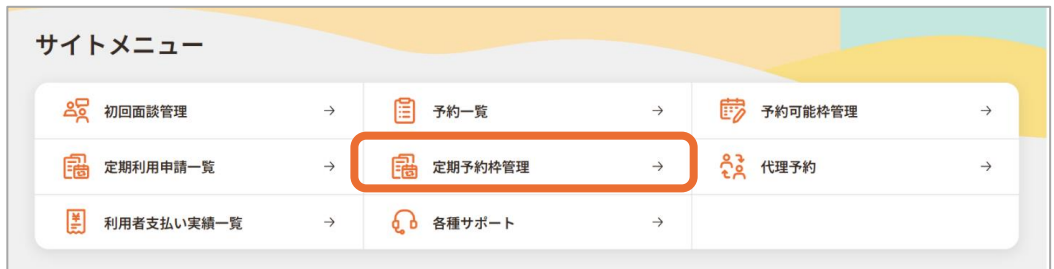 サイトメニュー
初回面談管理 →
予約一覧 →
予約可能枠管理 →
定期利用申請一覧 →
定期予約枠管理 →
代理予約 →
利用者支払い実績一覧 →
各種サポート →